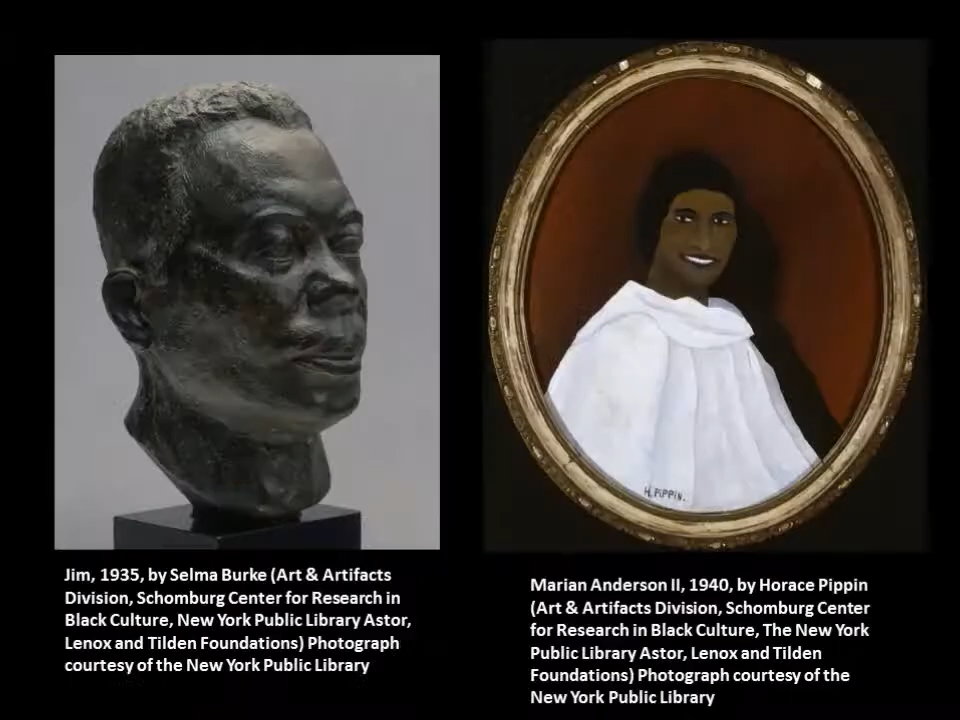 H. PIPPIN.
Jim, 1935, by Selma Burke (Art & Artifacts
Division, Schomburg Center for Research in
Black Culture, New York Public Library Astor,
Lenox and Tilden Foundations) Photograph
courtesy of the New York Public Library
Marian Anderson II, 1940, by Horace Pippin
(Art & Artifacts Division, Schomburg Center
for Research in Black Culture, The New York
Public Library Astor, Lenox and Tilden
Foundations) Photograph courtesy of the
New York Public Library